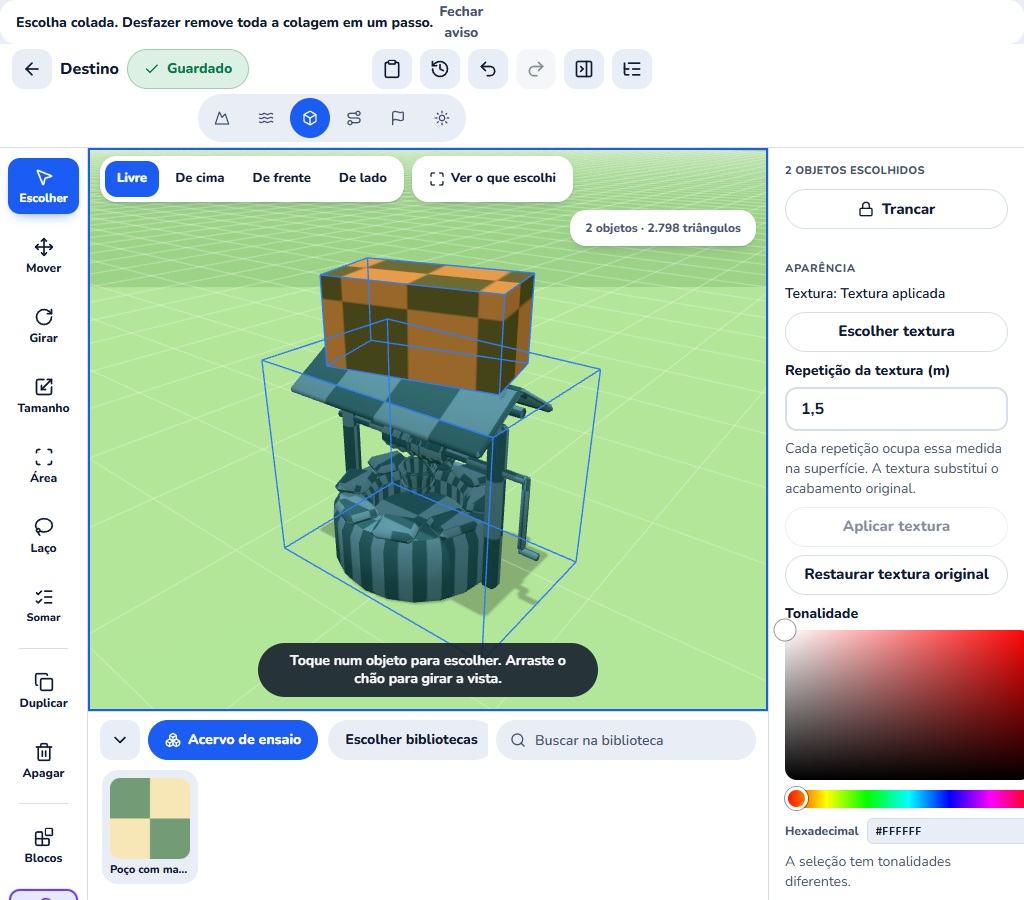 Escolha colada. Desfazer remove toda a colagem em um passo.
Fechar
aviso
Destino
Guardado
Escolher
Mover
Girar
Tamanho
Área
Laço
Somar
Duplicar
Apagar
Blocos
Livre
De cima
De frente
De lado
Ver o que escolhi
2 objetos · 2.798 triângulos
Toque num objeto para escolher. Arraste o
chão para girar a vista.
Acervo de ensaio
Escolher bibliotecas
Buscar na biblioteca
Poço com ma...
2 OBJETOS ESCOLHIDOS
Trancar
APARÊNCIA
Textura: Textura aplicada
Escolher textura
Repetição da textura (m)
1,5
Cada repetição ocupa essa medida
na superfície. A textura substitui o
acabamento original.
Aplicar textura
Restaurar textura original
Tonalidade
Hexadecimal
#FFFFFF
A seleção tem tonalidades
diferentes.